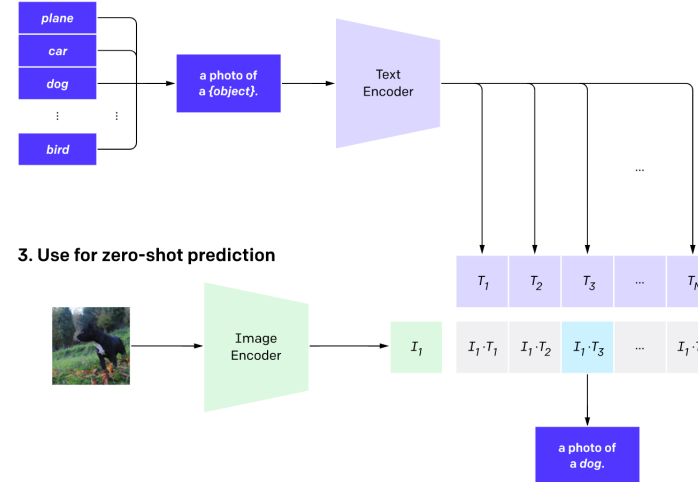 plane
car
dog
⋮ ⋮
bird
a photo of
a {object}.
Text
Encoder
...
3. Use for zero-shot prediction
T1 T2 T3 ...
Image
Encoder
I1
I1·T1 I1·T2 I1·T3 ...
a photo of
a dog.